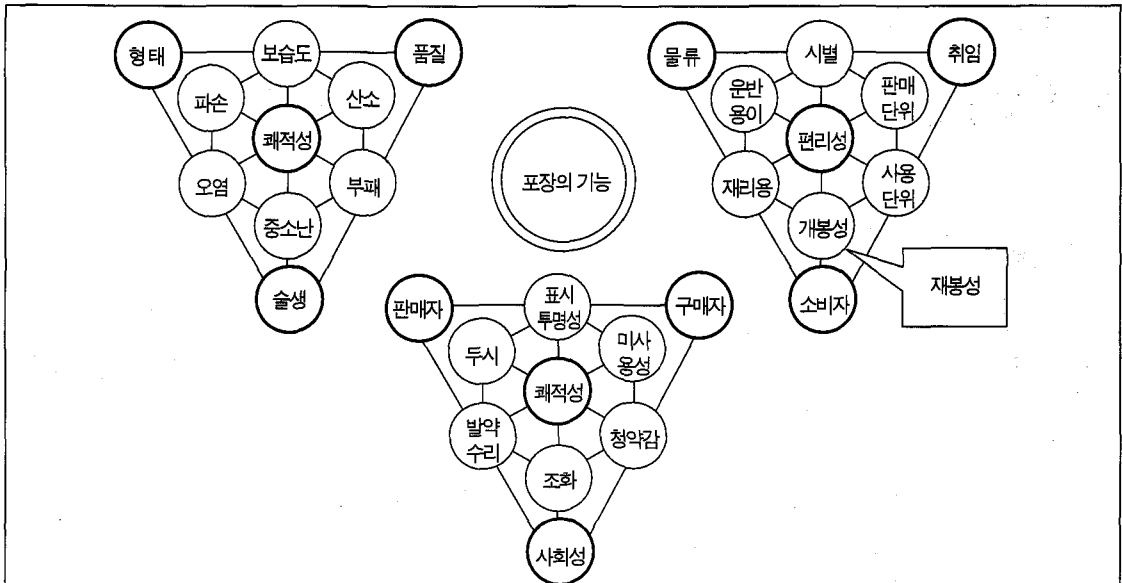 형태
보습도
품질
파손
산소
쾌적성
오염
부패
중소난
술생
포장의 기능
물류
시별
취임
운반
용이
판매
단위
편리성
재리용
사용
단위
개봉성
소비자
재봉성
판매자
표시
투명성
구매자
두시
미사
용성
쾌적성
발약
수리
청약감
조화
사회성